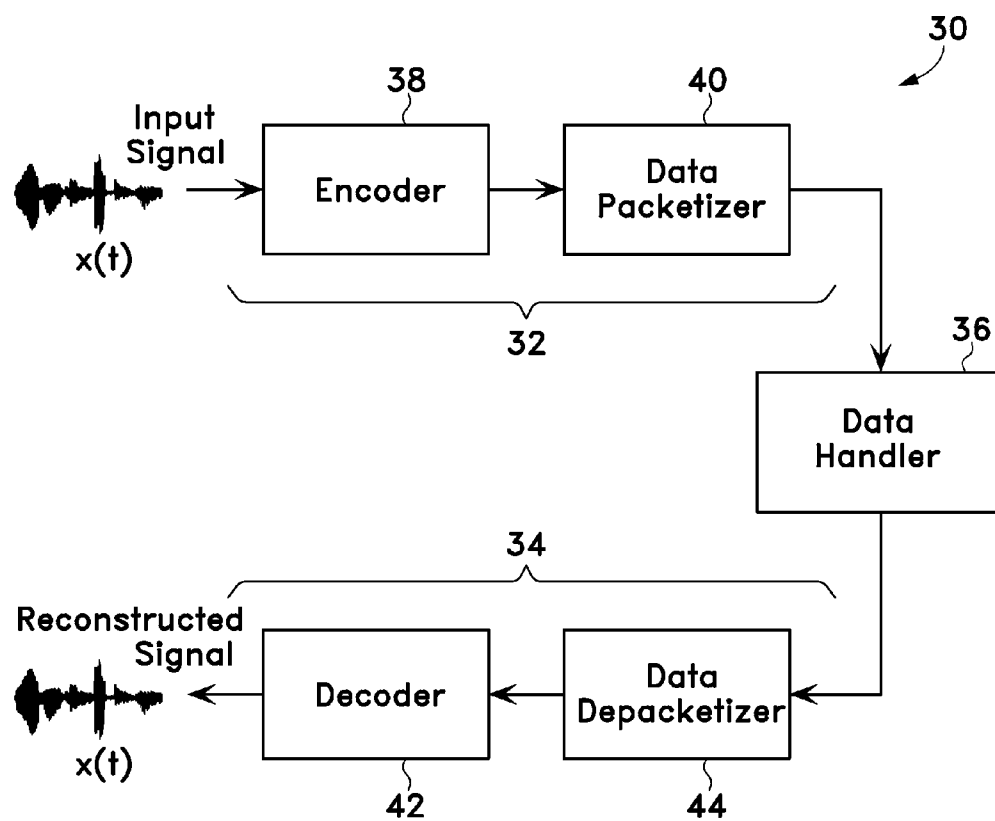 30
38
40
Input
Signal
Encoder
Data
Packetizer
x(t)
32
36
Data
Handler
34
Reconstructed
Signal
Decoder
Data
Depacketizer
x(t)
42
44